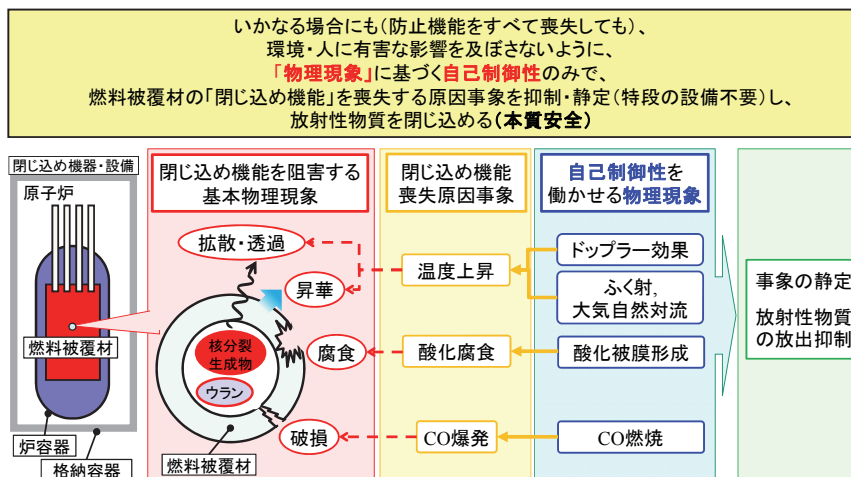 いかなる場合にも(防止機能をすべて喪失しても)、
環境・人に有害な影響を及ぼさないように、
「物理現象」に基づく自己制御性のみで、
燃料被覆材の「閉じ込め機能」を喪失する原因事象を抑制・静定(特段の設備不要)し、
放射性物質を閉じ込める(本質安全)
閉じ込め機器・設備
原子炉
燃料被覆材
炉容器
格納容器
閉じ込め機能を阻害する
基本物理現象
拡散・透過
昇華
腐食
破損
核分裂
生成物
ウラン
燃料被覆材
閉じ込め機能
喪失原因事象
温度上昇
酸化腐食
CO爆発
自己制御性を
働かせる物理現象
ドップラー効果
ふく射,
大気自然対流
酸化被膜形成
CO燃焼
事象の静定
放射性物質
の放出抑制